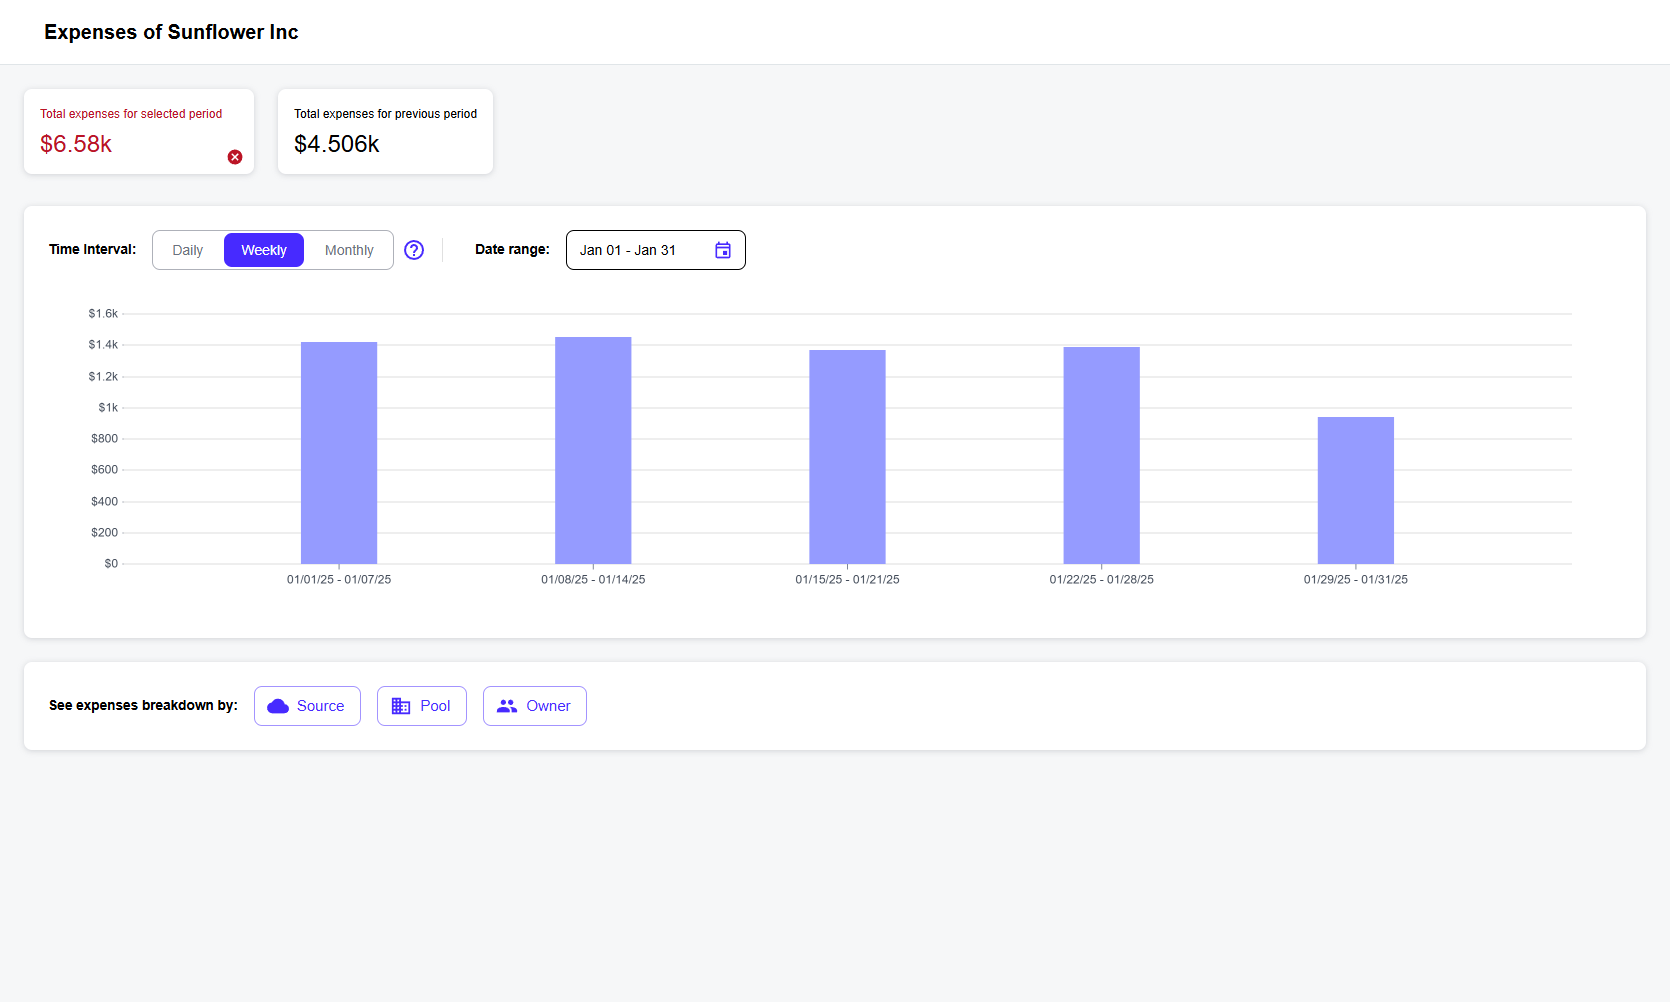 Expenses of Sunflower Inc
Total expenses for selected period
$6.58k
Total expenses for previous period
$4.506k
Time Interval:
Daily
Weekly
Monthly
Date range:
Jan 01 - Jan 31
$1.6k
$1.4k
$1.2k
$1k
$800
$600
$400
$200
$0
01/01/25 - 01/07/25
01/08/25 - 01/14/25
01/15/25 - 01/21/25
01/22/25 - 01/28/25
01/29/25 - 01/31/25
See expenses breakdown by:
Source
Pool
Owner